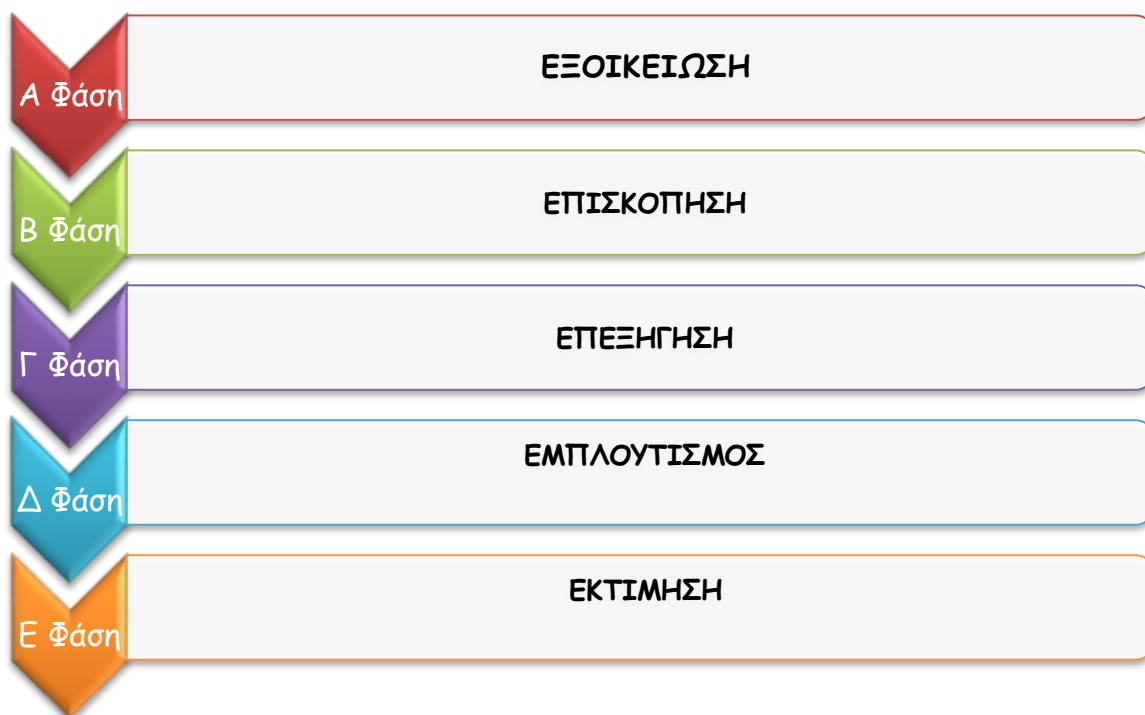 Α Φάση
ΕΞΟΙΚΕΙΩΣΗ
Β Φάση
ΕΠΙΣΚΟΠΗΣΗ
Γ Φάση
ΕΠΕΞΗΓΗΣΗ
Δ Φάση
ΕΜΠΛΟΥΤΙΣΜΟΣ
Ε Φάση
ΕΚΤΙΜΗΣΗ